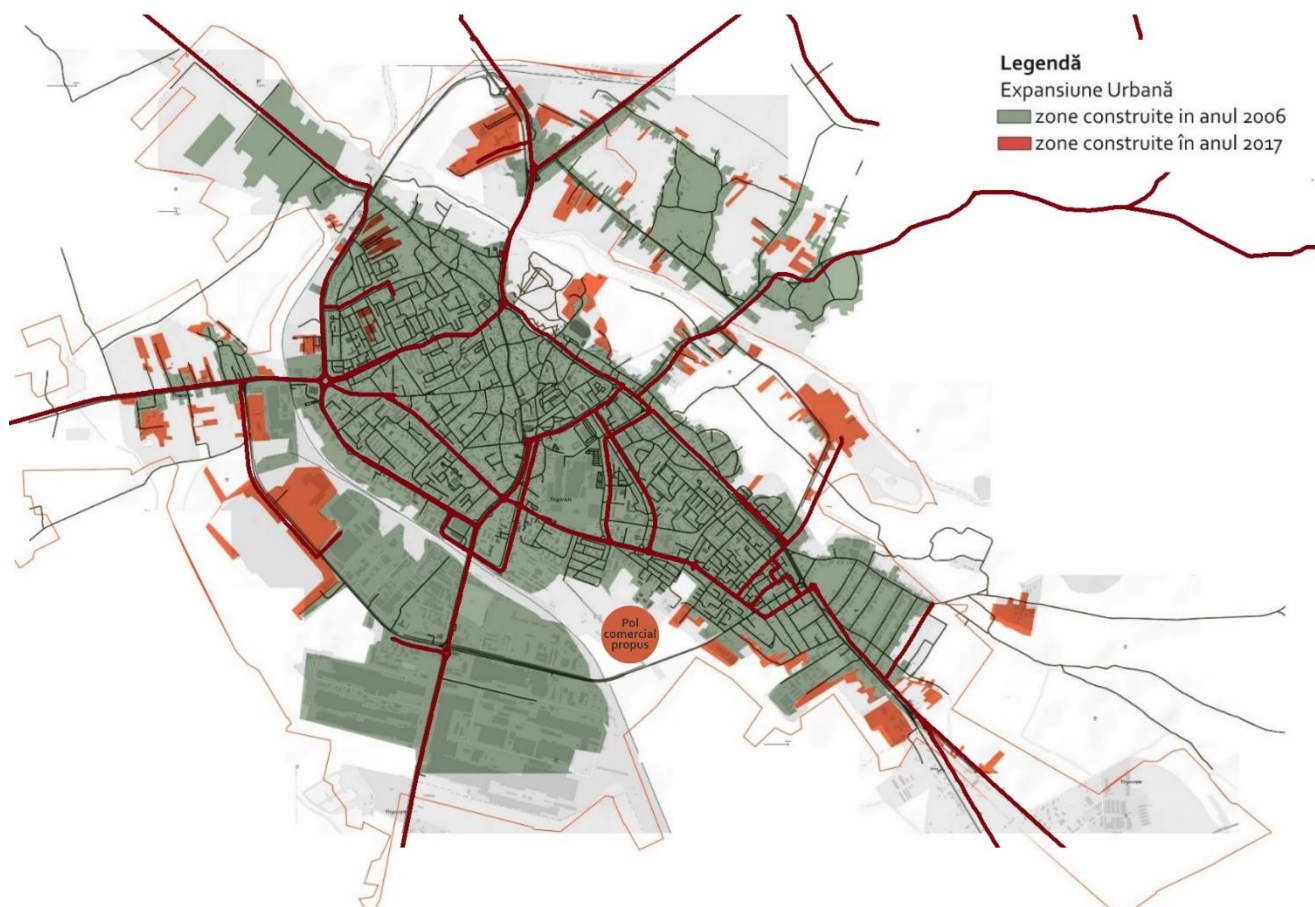 Legendă
Expansiune Urbană
zone construite in anul 2006
zone construite în anul 2017
Pol
comercial
propus